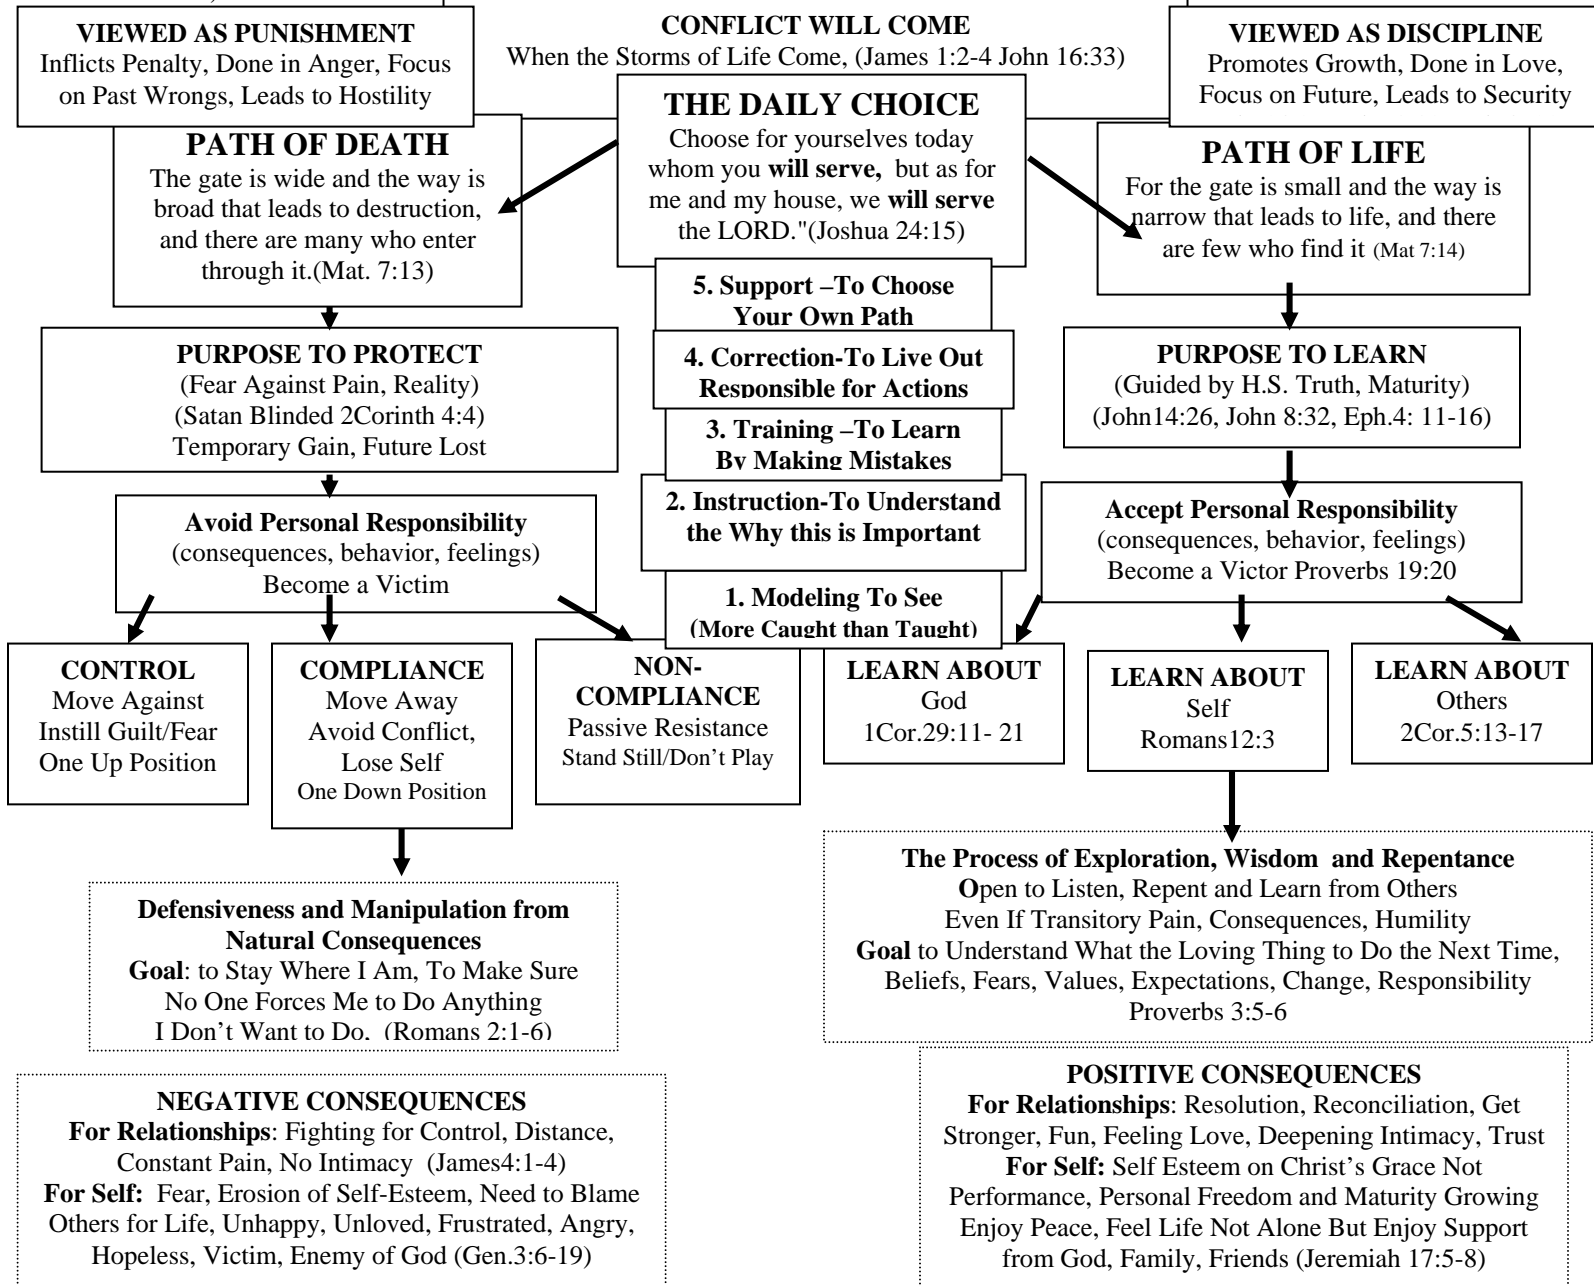 VIEWED AS PUNISHMENT
Inflicts Penalty, Done in Anger, Focus
on Past Wrongs, Leads to Hostility
CONFLICT WILL COME
When the Storms of Life Come, (James 1:2-4 John 16:33)
VIEWED AS DISCIPLINE
Promotes Growth, Done in Love,
Focus on Future, Leads to Security
THE DAILY CHOICE
Choose for yourselves today
whom you will serve, but as for
me and my house, we will serve
the LORD."(Joshua 24:15)
PATH OF DEATH
The gate is wide and the way is
broad that leads to destruction,
and there are many who enter
through it.(Mat. 7:13)
PATH OF LIFE
For the gate is small and the way is
narrow that leads to life, and there
are few who find it (Mat 7:14)
5. Support –To Choose
Your Own Path
4. Correction-To Live Out
Responsible for Actions
3. Training –To Learn
By Making Mistakes
2. Instruction-To Understand
the Why this is Important
1. Modeling To See
(More Caught than Taught)
PURPOSE TO PROTECT
(Fear Against Pain, Reality)
(Satan Blinded 2Corinth 4:4)
Temporary Gain, Future Lost
PURPOSE TO LEARN
(Guided by H.S. Truth, Maturity)
(John14:26, John 8:32, Eph.4: 11-16)
Avoid Personal Responsibility
(consequences, behavior, feelings)
Become a Victim
Accept Personal Responsibility
(consequences, behavior, feelings)
Become a Victor Proverbs 19:20
CONTROL
Move Against
Instill Guilt/Fear
One Up Position
COMPLIANCE
Move Away
Avoid Conflict,
Lose Self
One Down Position
NON-
COMPLIANCE
Passive Resistance
Stand Still/Don't Play
LEARN ABOUT
God
1Cor.29:11- 21
LEARN ABOUT
Self
Romans12:3
LEARN ABOUT
Others
2Cor.5:13-17
Defensiveness and Manipulation from
Natural Consequences
Goal: to Stay Where I Am, To Make Sure
No One Forces Me to Do Anything
I Don't Want to Do. (Romans 2:1-6)
The Process of Exploration, Wisdom and Repentance
Open to Listen, Repent and Learn from Others
Even If Transitory Pain, Consequences, Humility
Goal to Understand What the Loving Thing to Do the Next Time,
Beliefs, Fears, Values, Expectations, Change, Responsibility
Proverbs 3:5-6
NEGATIVE CONSEQUENCES
For Relationships: Fighting for Control, Distance,
Constant Pain, No Intimacy (James4:1-4)
For Self: Fear, Erosion of Self-Esteem, Need to Blame
Others for Life, Unhappy, Unloved, Frustrated, Angry,
Hopeless, Victim, Enemy of God (Gen.3:6-19)
POSITIVE CONSEQUENCES
For Relationships: Resolution, Reconciliation, Get
Stronger, Fun, Feeling Love, Deepening Intimacy, Trust
For Self: Self Esteem on Christ's Grace Not
Performance, Personal Freedom and Maturity Growing
Enjoy Peace, Feel Life Not Alone But Enjoy Support
from God, Family, Friends (Jeremiah 17:5-8)